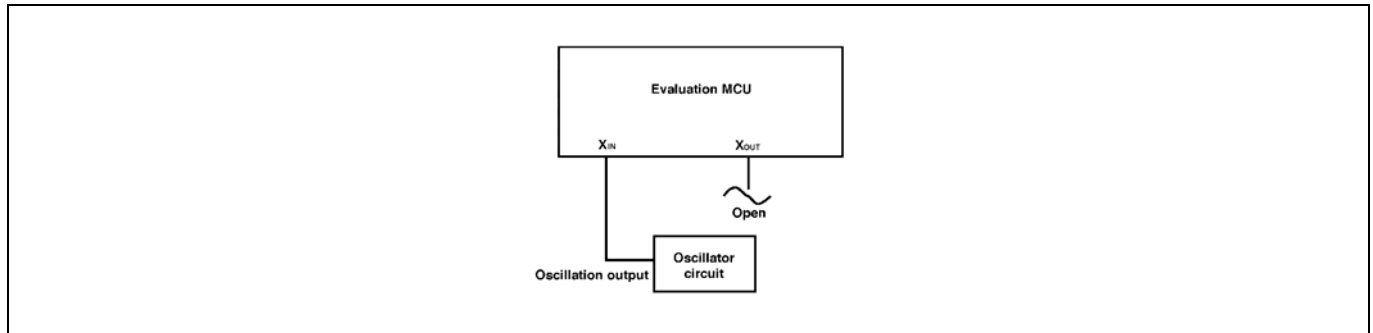 Evaluation MCU
XIN
XOUT
Open
Oscillation output
Oscillator
circuit